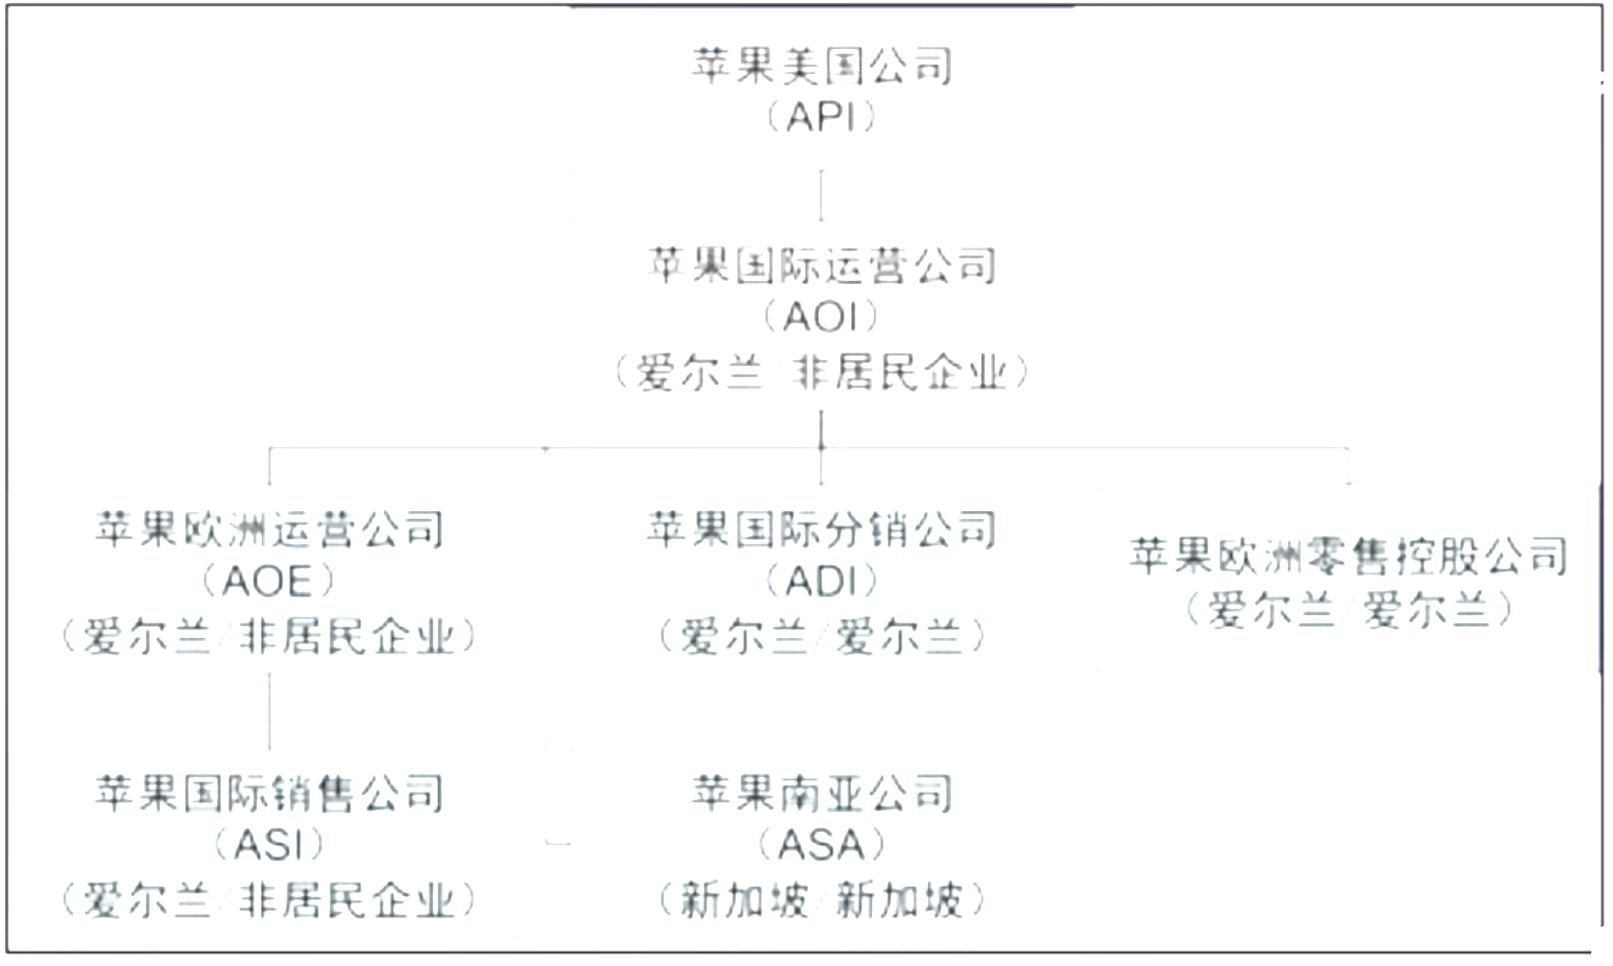 苹果美国公司
（API）
苹果国际运营公司
（AOI）
（爱尔兰/非居民企业）
苹果欧洲运营公司
（AOE）
（爱尔兰/非居民企业）
苹果国际分销公司
（ADI）
（爱尔兰/爱尔兰）
苹果欧洲零售控股公司
（爱尔兰/爱尔兰）
苹果国际销售公司
（ASI）
（爱尔兰/非居民企业）
苹果南亚公司
（ASA）
（新加坡/新加坡）